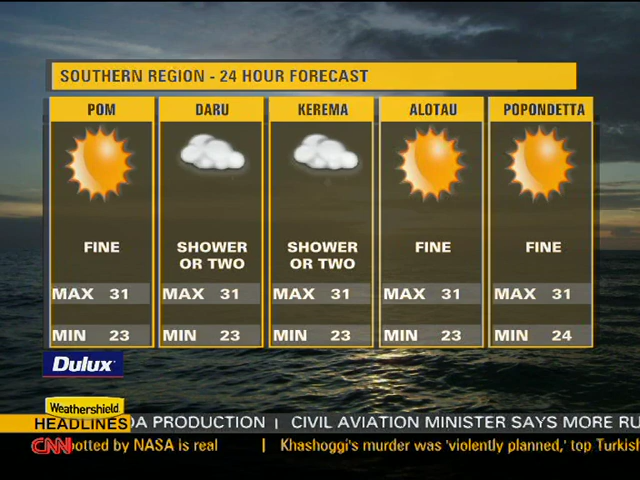 SOUTHERN REGION - 24 HOUR FORECAST
POM DARU KEREMA ALOTAU POPONDETTA
FINE SHOWER OR TWO SHOWER OR TWO FINE FINE
MAX 31 MAX 31 MAX 31 MAX 31 MAX 31
MIN 23 MIN 23 MIN 23 MIN 23 MIN 24
Dulux
Weathershield
HEADLINES DA PRODUCTION | CIVIL AVIATION MINISTER SAYS MORE RU
CNN potted by NASA is real | Khashoggi's murder was 'violently planned,' top Turkish